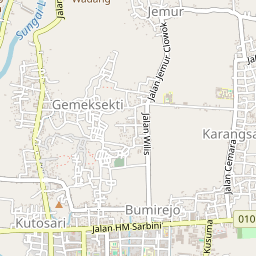 Wadang
Jemur
Sungai L
Jalan
Jalan Jemur Clowok
Gemeksekti
Jalan Wilis
Karangsa
Jalan Cemara
Bumirejo
Kutosari
Jalan HM Sarbini
010
Kusuma
Jalan